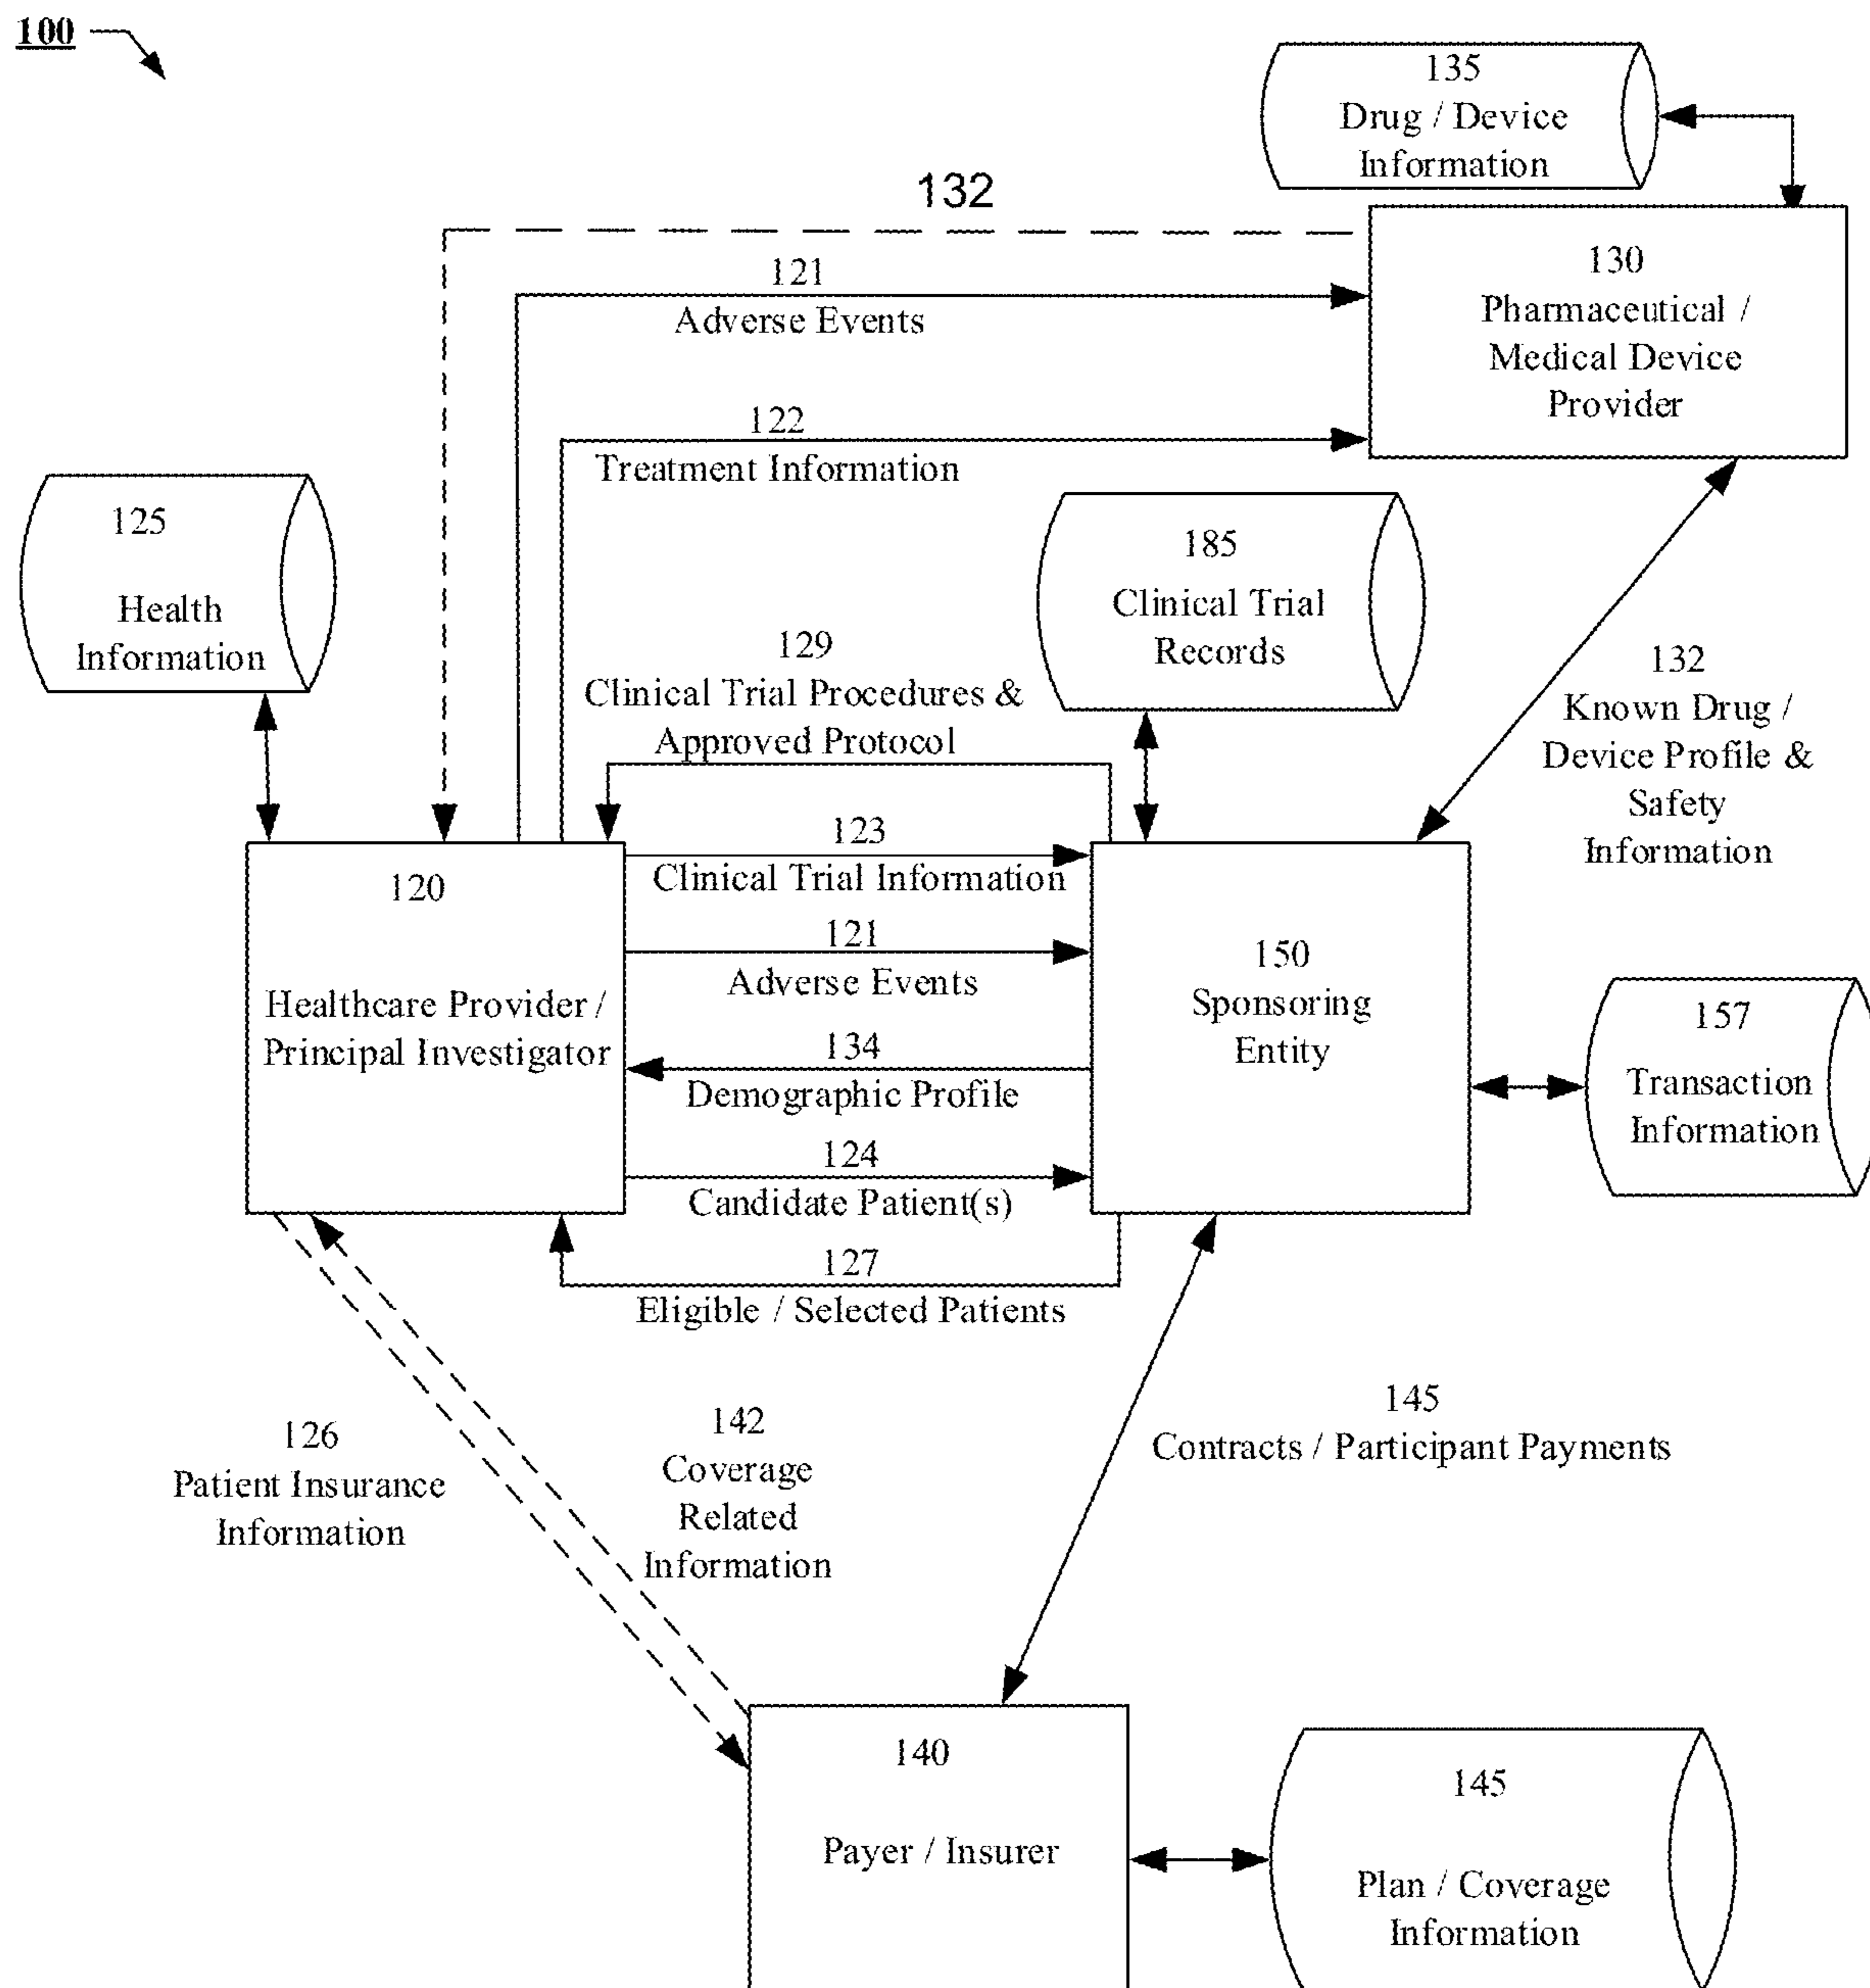 100
135
Drug / Device
Information
132
130
Pharmaceutical /
Medical Device
Provider
121
Adverse Events
122
Treatment Information
125
Health
Information
185
Clinical Trial
Records
129
Clinical Trial Procedures &
Approved Protocol
132
Known Drug /
Device Profile &
Safety
Information
120
Healthcare Provider /
Principal Investigator
123
Clinical Trial Information
121
Adverse Events
134
Demographic Profile
124
Candidate Patient(s)
127
Eligible / Selected Patients
150
Sponsoring
Entity
157
Transaction
Information
126
Patient Insurance
Information
142
Coverage
Related
Information
145
Contracts / Participant Payments
140
Payer / Insurer
145
Plan / Coverage
Information